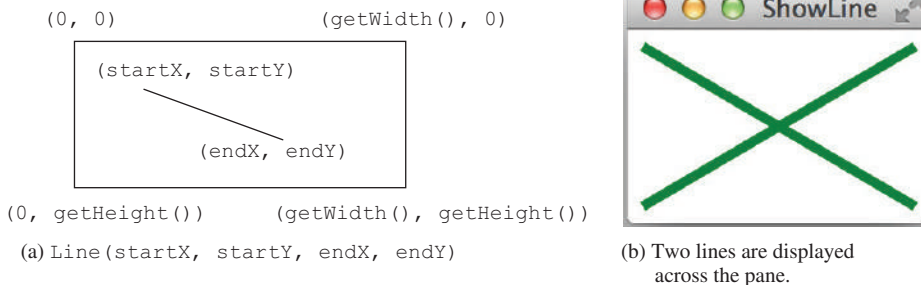 (0, 0)
(getWidth(), 0)
(startX, startY)
(endX, endY)
(0, getHeight())
(getWidth(), getHeight())
(a) Line(startX, startY, endX, endY)
ShowLine
(b) Two lines are displayed
across the pane.